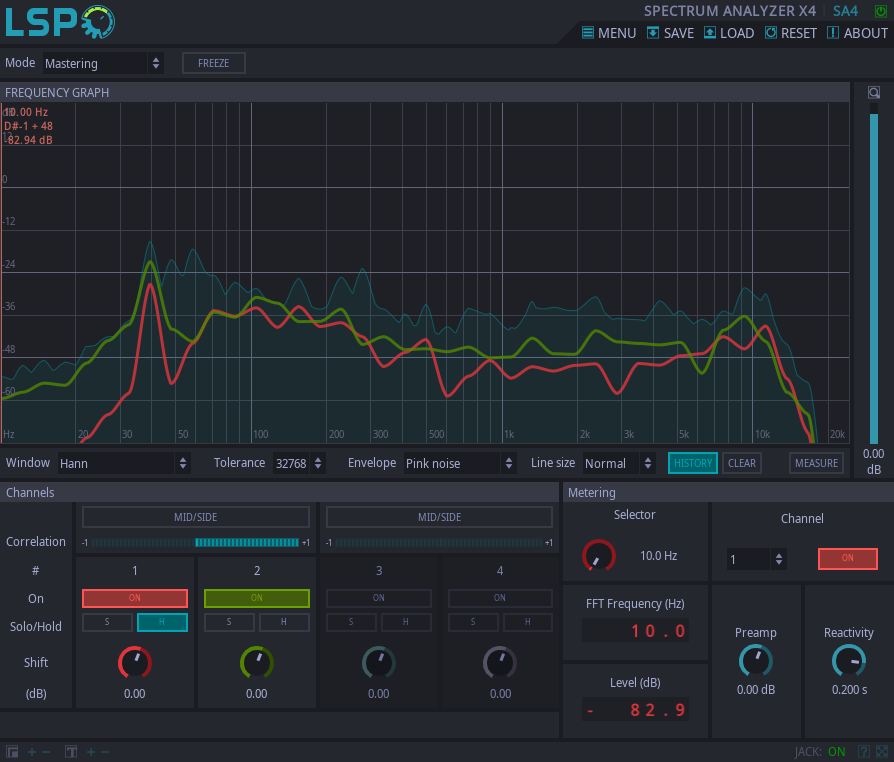 LSP
SPECTRUM ANALYZER X4 SA4
MENU SAVE LOAD RESET ABOUT
Mode Mastering FREEZE
FREQUENCY GRAPH
10.00 Hz
D#-1 + 48
-82.94 dB
0
-12
-24
-36
-48
-60
Hz 20 30 50 100 200 300 500 1k 2k 3k 5k 10k 20k
0.00
dB
Window Hann Tolerance 32768 Envelope Pink noise Line size Normal HISTORY CLEAR MEASURE
Channels
MID/SIDE MID/SIDE
Correlation -1 +1 -1 +1
# 1 2 3 4
On ON ON ON ON
Solo/Hold S H S H S H S H
Shift
(dB) 0.00 0.00 0.00 0.00
Metering
Selector
10.0 Hz
Channel
1 ON
FFT Frequency (Hz)
10.0
Level (dB)
- 82.9
Preamp
0.00 dB
Reactivity
0.200 s
JACK: ON